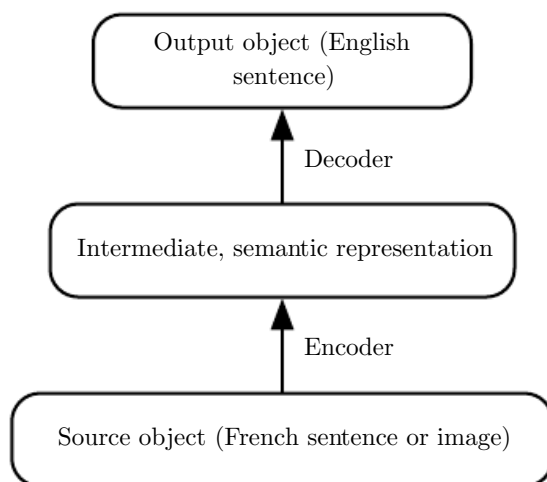 Output object (English
sentence)
Decoder
Intermediate, semantic representation
Encoder
Source object (French sentence or image)